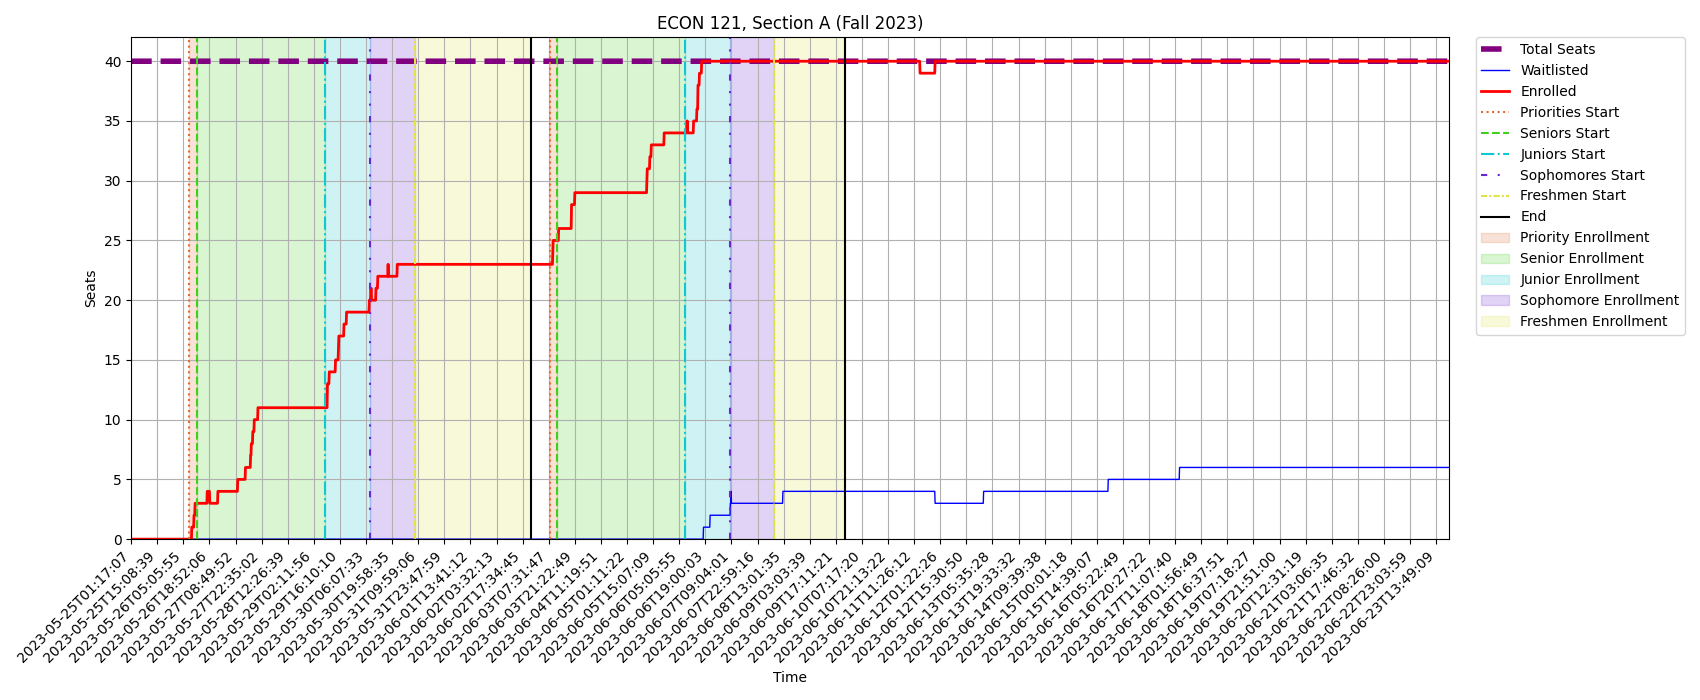 ECON 121, Section A (Fall 2023)
Seats
40
35
30
25
20
15
10
5
0
2023-05-25T01:17:07
2023-05-25T15:08:39
2023-05-26T05:05:55
2023-05-26T18:52:06
2023-05-27T08:49:52
2023-05-27T22:35:02
2023-05-28T12:26:39
2023-05-29T02:11:56
2023-05-29T16:10:10
2023-05-30T06:07:33
2023-05-30T19:58:35
2023-05-31T09:59:06
2023-05-31T23:47:59
2023-06-01T13:41:12
2023-06-02T03:32:13
2023-06-02T17:34:45
2023-06-03T07:31:47
2023-06-03T21:22:49
2023-06-04T11:19:51
2023-06-05T01:11:22
2023-06-05T15:07:09
2023-06-06T05:05:55
2023-06-06T19:00:03
2023-06-07T09:04:01
2023-06-07T22:59:16
2023-06-08T13:01:35
2023-06-09T03:03:39
2023-06-09T17:11:21
2023-06-10T07:17:20
2023-06-10T21:13:22
2023-06-11T11:26:12
2023-06-12T01:22:26
2023-06-12T15:30:50
2023-06-13T05:35:28
2023-06-13T19:33:32
2023-06-14T09:39:38
2023-06-15T00:01:18
2023-06-15T14:39:07
2023-06-16T05:22:49
2023-06-16T20:27:22
2023-06-17T11:07:40
2023-06-18T01:56:49
2023-06-18T16:37:51
2023-06-19T07:18:27
2023-06-19T21:51:00
2023-06-20T12:31:19
2023-06-21T03:06:35
2023-06-21T17:46:32
2023-06-22T08:26:00
2023-06-22T23:03:59
2023-06-23T13:49:09
Time
Total Seats
Waitlisted
Enrolled
Priorities Start
Seniors Start
Juniors Start
Sophomores Start
Freshmen Start
End
Priority Enrollment
Senior Enrollment
Junior Enrollment
Sophomore Enrollment
Freshmen Enrollment